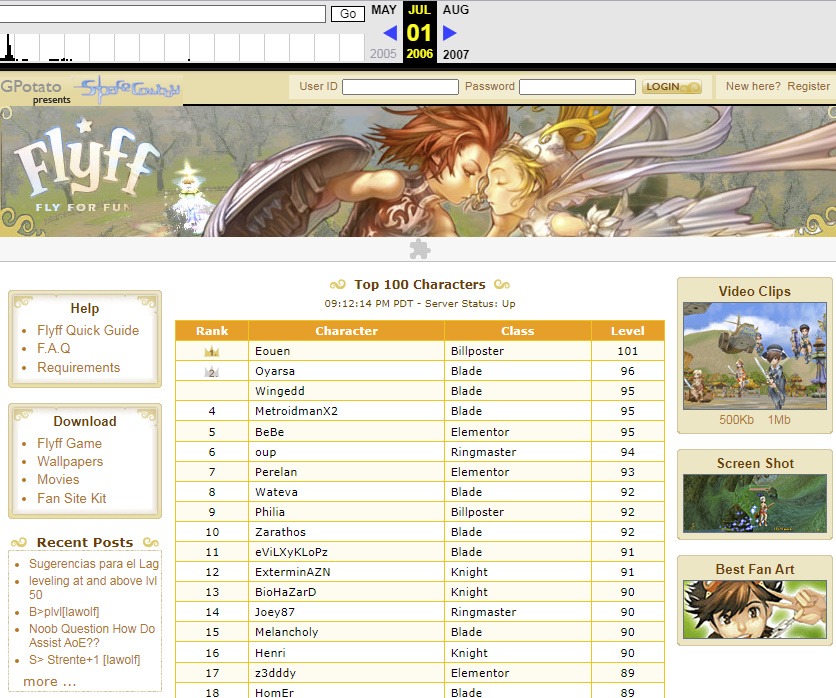 Go
MAY
JUL
AUG
01
2005
2006
2007
GPotato
presents
User ID
Password
LOGIN
New here?
Register
Flyff
FLY FOR FUN
Top 100 Characters
09:12:14 PM PDT - Server Status: Up
Help
Flyff Quick Guide
F.A.Q
Requirements
Download
Flyff Game
Wallpapers
Movies
Fan Site Kit
Recent Posts
Sugerencias para el Lag
leveling at and above lvl
50
B>plvl[lawolf]
Noob Question How Do
Assist AoE??
S> Strente+1 [lawolf]
more ...
Rank Character Class Level
1 Eouen Billposter 101
2 Oyarsa Blade 96
Wingedd Blade 95
4 MetroidmanX2 Blade 95
5 BeBe Elementor 95
6 oup Ringmaster 94
7 Perelan Elementor 93
8 Wateva Blade 92
9 Philia Billposter 92
10 Zarathos Blade 92
11 eViLXyKLoPz Blade 91
12 ExterminAZN Knight 91
13 BioHaZarD Knight 90
14 Joey87 Ringmaster 90
15 Melancholy Blade 90
16 Henri Knight 90
17 z3dddy Elementor 89
18 HomEr Blade 89
Video Clips
500Kb 1Mb
Screen Shot
Best Fan Art